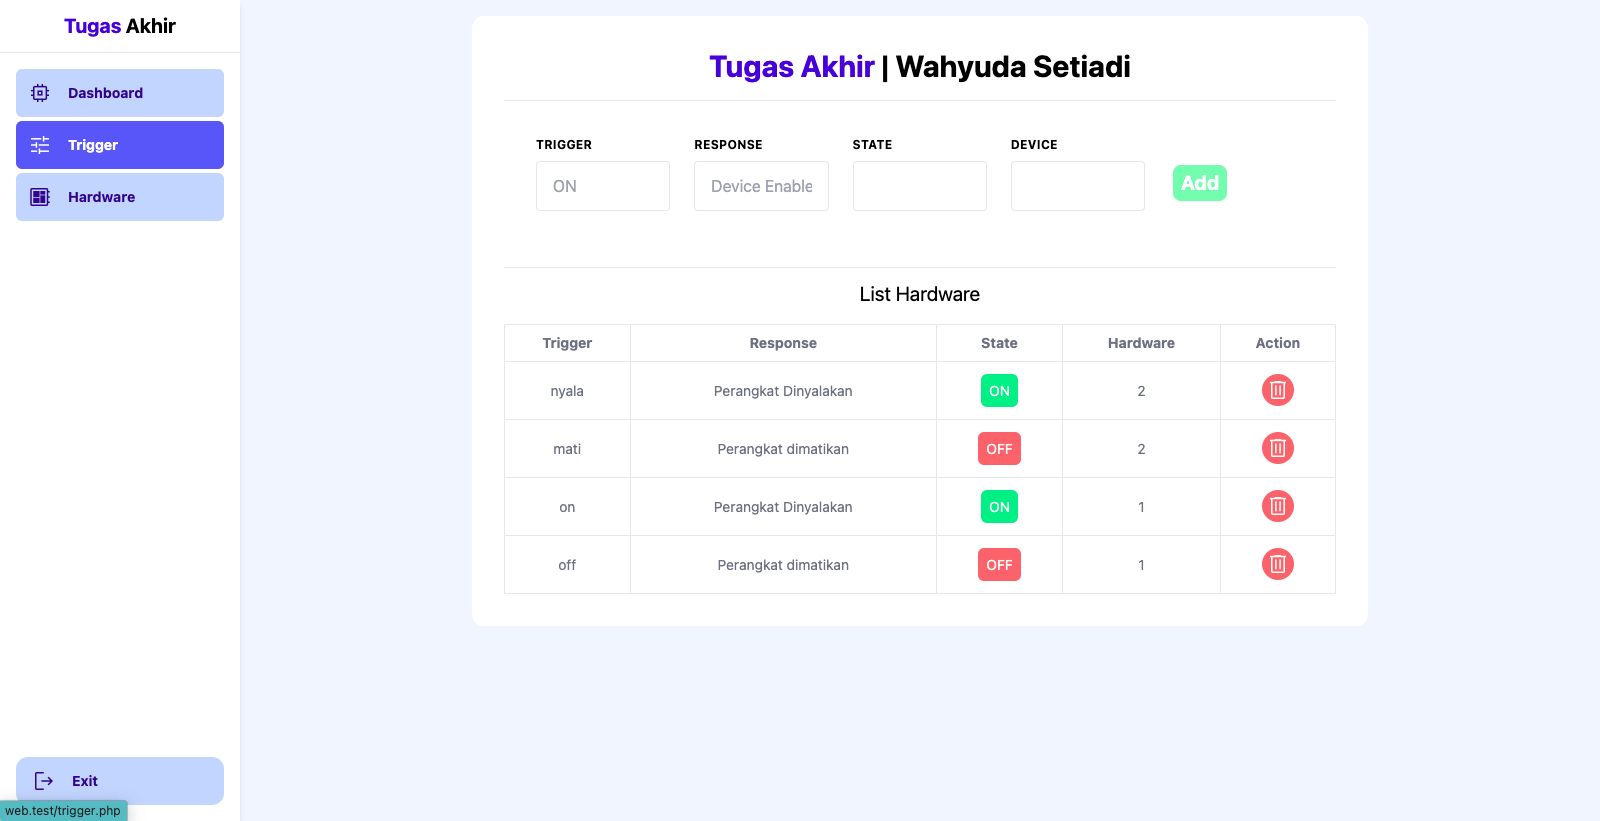 Tugas Akhir
Dashboard
Trigger
Hardware
Exit
web.test/trigger.php
Tugas Akhir | Wahyuda Setiadi
TRIGGER RESPONSE STATE DEVICE
ON Device Enable Add
List Hardware
Trigger Response State Hardware Action
nyala Perangkat Dinyalakan ON 2
mati Perangkat dimatikan OFF 2
on Perangkat Dinyalakan ON 1
off Perangkat dimatikan OFF 1